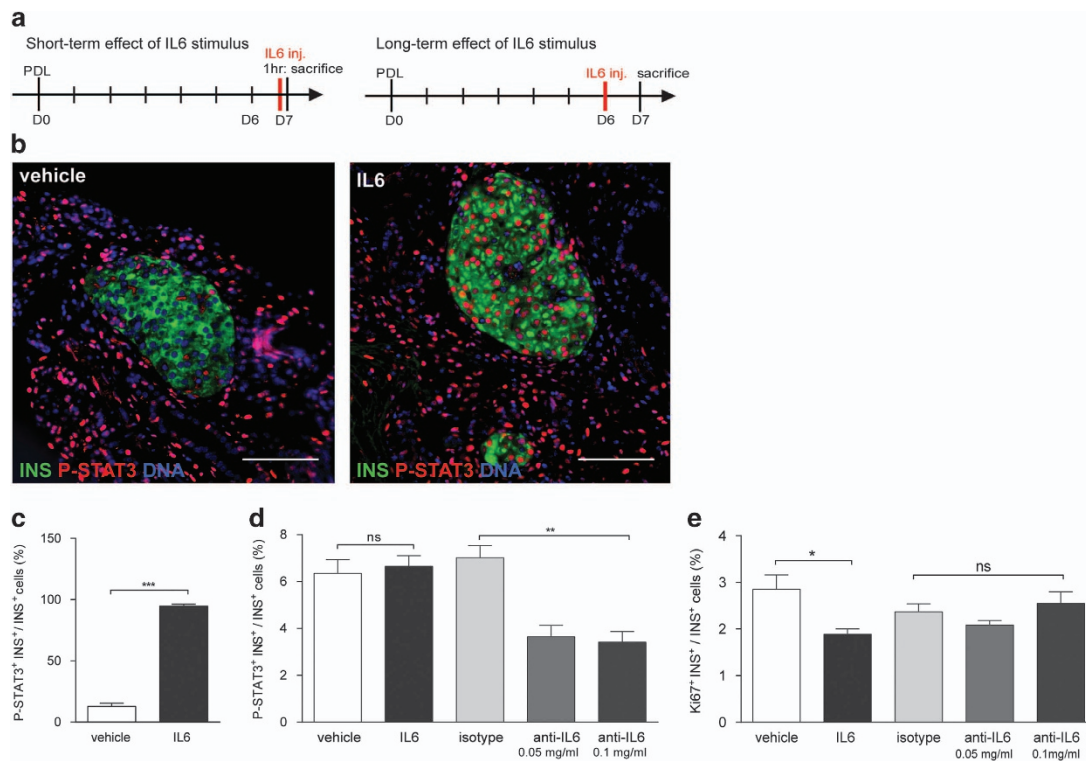 a
Short-term effect of IL6 stimulus
IL6 inj.
1hr: sacrifice
PDL
D0
D6
D7
Long-term effect of IL6 stimulus
PDL
IL6 inj.
sacrifice
D0
D6
D7
b
vehicle
INS P-STAT3 DNA
IL6
INS P-STAT3 DNA
c
P-STAT3⁺ INS⁺/ INS⁺ cells (%)
150
100
50
0
***
vehicle
IL6
d
P-STAT3⁺ INS⁺/ INS⁺ cells (%)
8
6
4
2
0
ns
**
vehicle
IL6
isotype
anti-IL6
0.05 mg/ml
anti-IL6
0.1 mg/ml
e
Ki67⁺ INS⁺ / INS⁺ cells (%)
4
3
2
1
0
*
ns
vehicle
IL6
isotype
anti-IL6
0.05 mg/ml
anti-IL6
0.1mg/ml